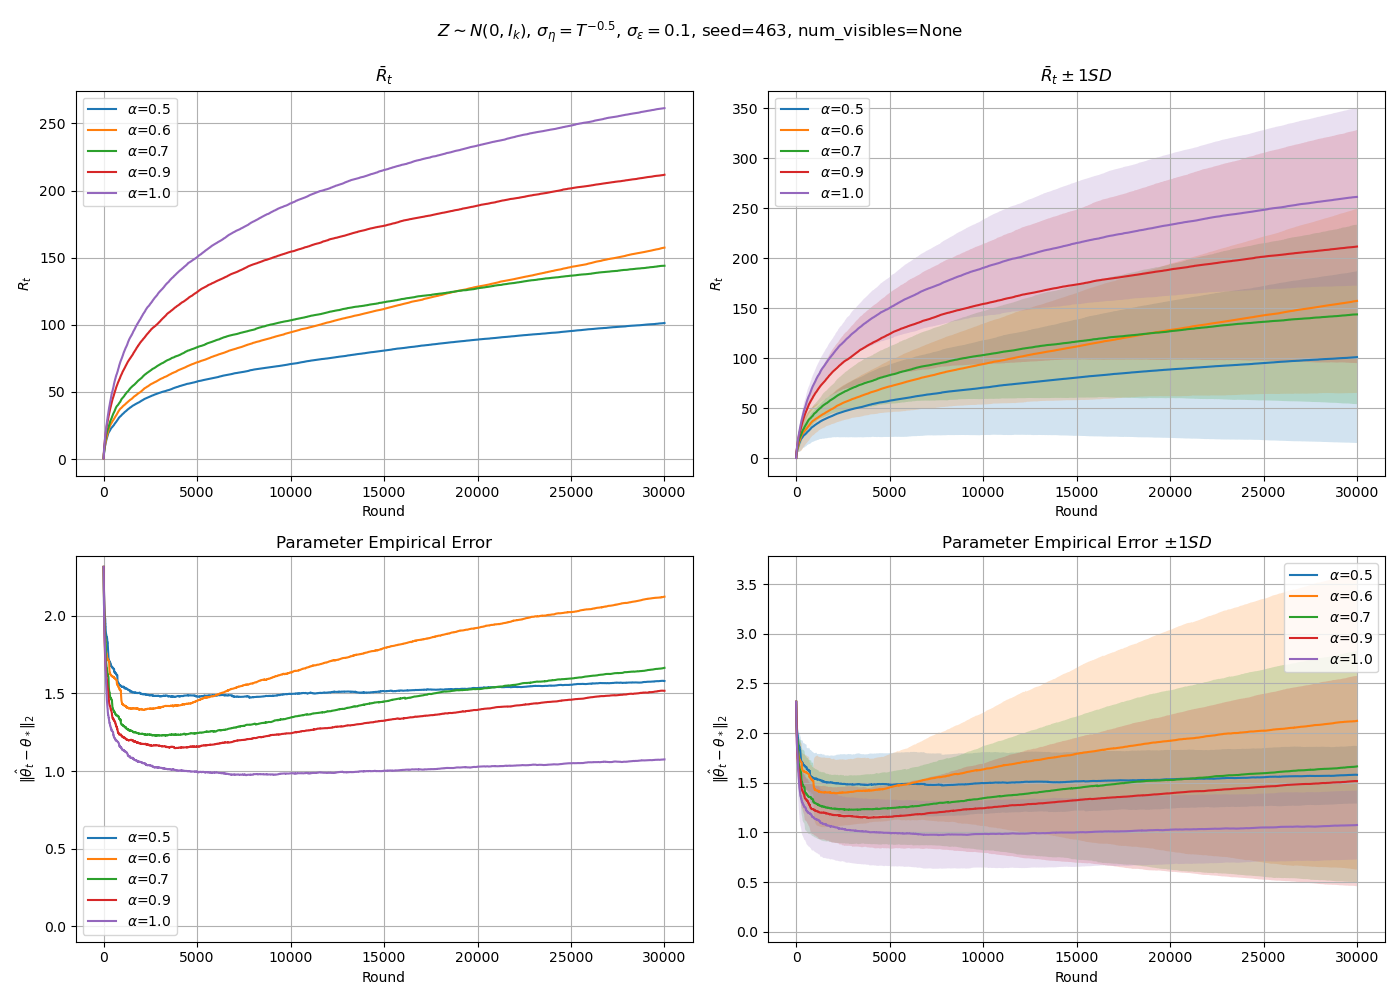 Z ~ N(0, I_k), σ_η = T^{−0.5}, σ_ε = 0.1, seed=463, num_visibles=None
R̄_t
R_t
250
200
150
100
50
0
α=0.5
α=0.6
α=0.7
α=0.9
α=1.0
0 5000 10000 15000 20000 25000 30000
Round
R̄_t ± 1SD
R_t
350
300
250
200
150
100
50
0
α=0.5
α=0.6
α=0.7
α=0.9
α=1.0
0 5000 10000 15000 20000 25000 30000
Round
Parameter Empirical Error
‖θ̂_t − θ_*‖_2
2.0
1.5
1.0
0.5
0.0
α=0.5
α=0.6
α=0.7
α=0.9
α=1.0
0 5000 10000 15000 20000 25000 30000
Round
Parameter Empirical Error ±1SD
‖θ̂_t − θ_*‖_2
3.5
3.0
2.5
2.0
1.5
1.0
0.5
0.0
α=0.5
α=0.6
α=0.7
α=0.9
α=1.0
0 5000 10000 15000 20000 25000 30000
Round